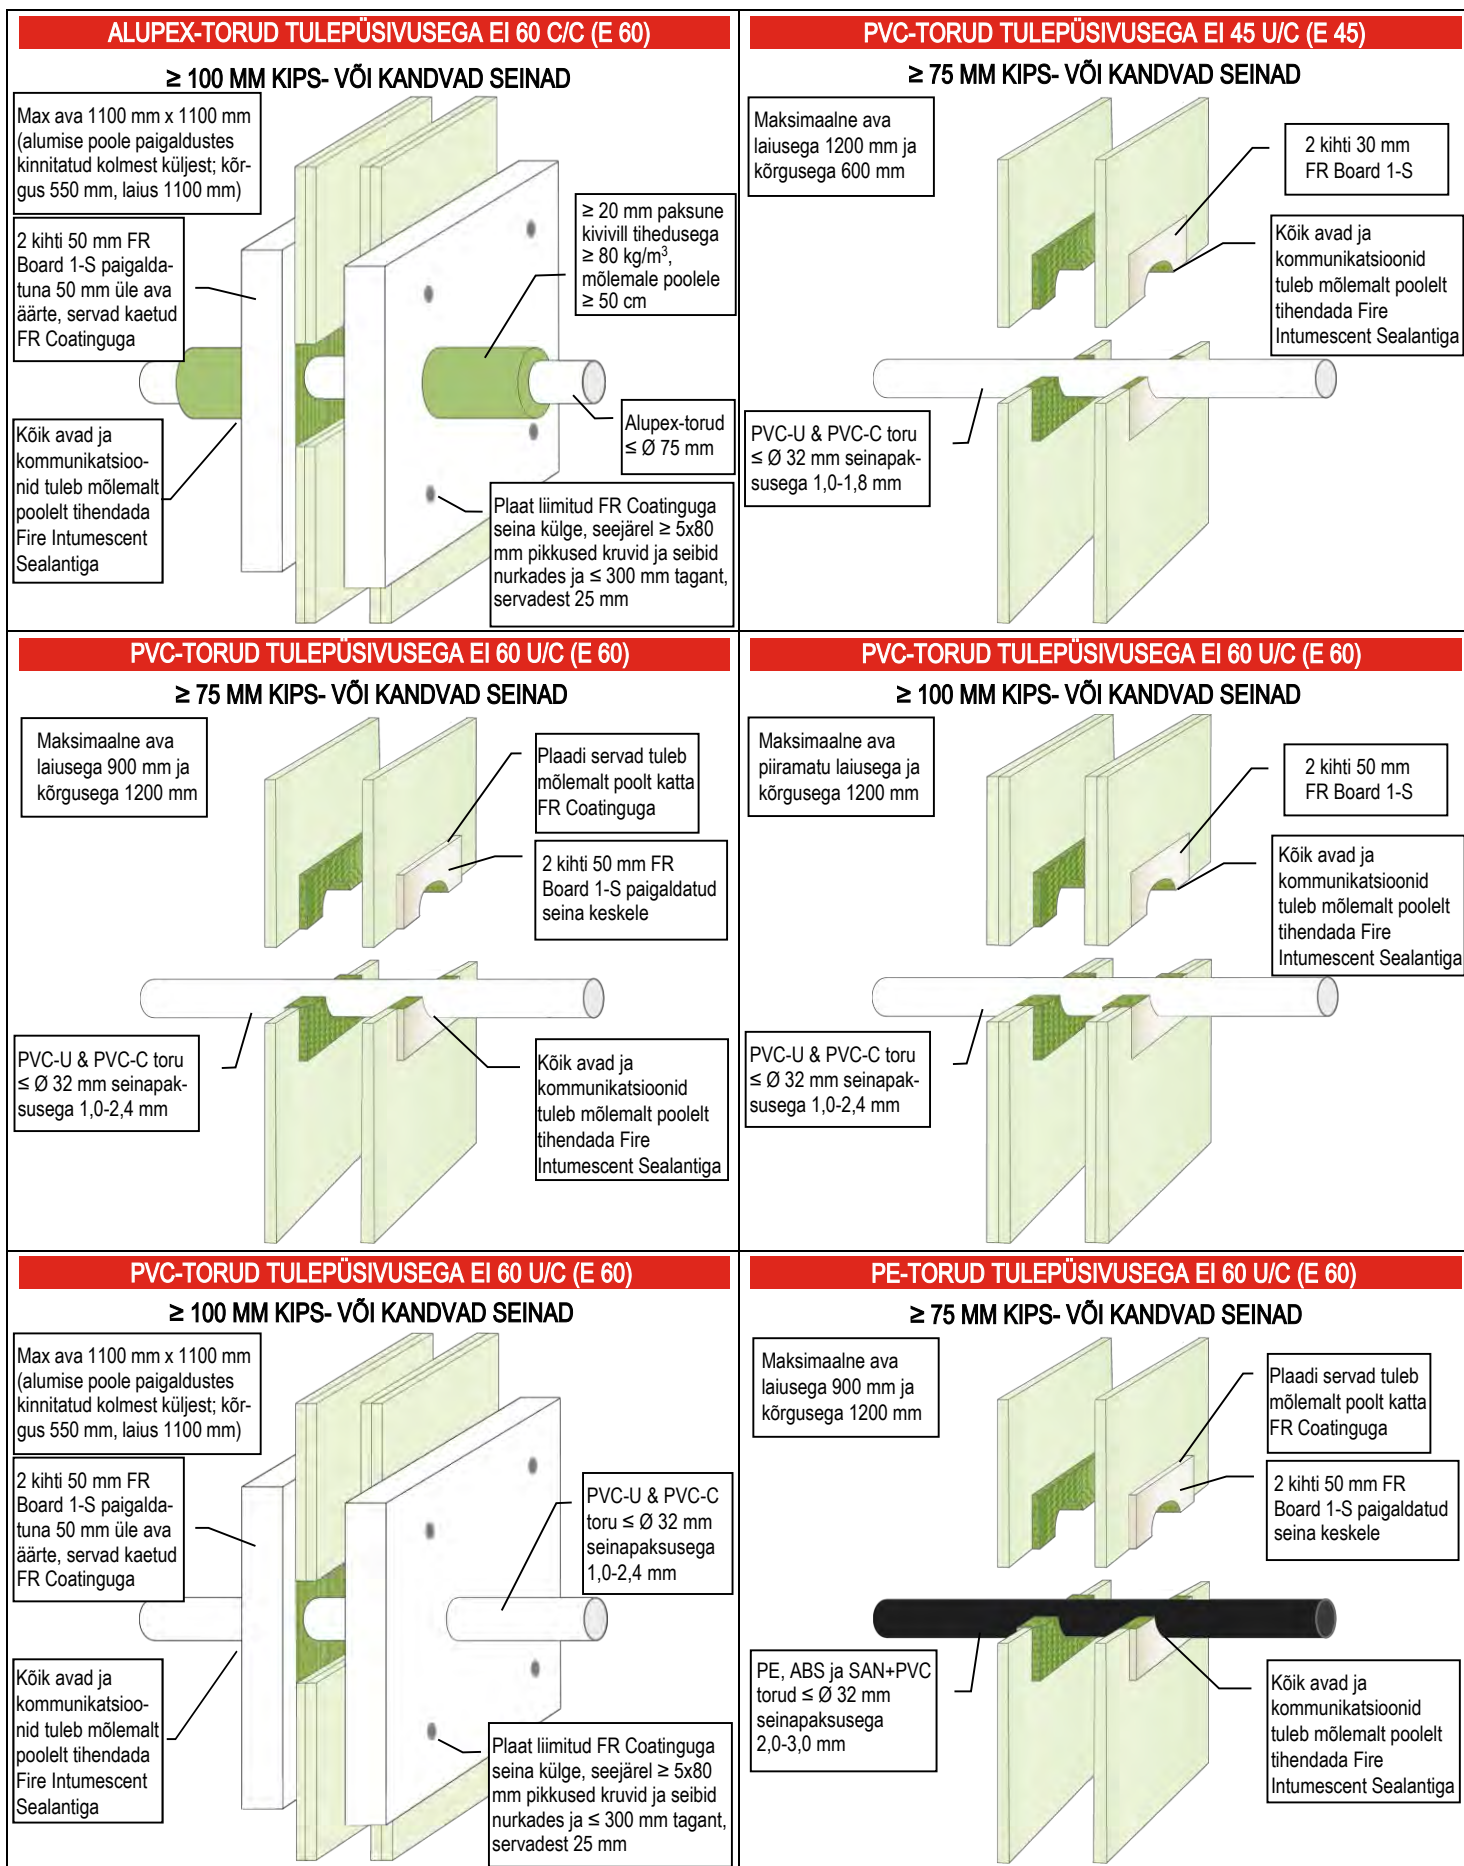 ALUPEX-TORUD TULEPÜSIVUSEGA EI 60 C/C (E 60)
≥ 100 MM KIPS- VÕI KANDVAD SEINAD
Max ava 1100 mm x 1100 mm
(alumise poole paigaldustes
kinnitatud kolmest küljest; kõr-
gus 550 mm, laius 1100 mm)
2 kihti 50 mm FR
Board 1-S paigalda-
tuna 50 mm üle ava
äärte, servad kaetud
FR Coatinguga
Kõik avad ja
kommunikatsioo-
nid tuleb mõlemalt
poolelt tihendada
Fire Intumescent
Sealantiga
≥ 20 mm paksune
kivivill tihedusega
≥ 80 kg/m³,
mõlemale poolele
≥ 50 cm
Alupex-torud
≤ Ø 75 mm
Plaat liimitud FR Coatinguga
seina külge, seejärel ≥ 5x80
mm pikkused kruvid ja seibid
nurkades ja ≤ 300 mm tagant,
servadest 25 mm
PVC-TORUD TULEPÜSIVUSEGA EI 45 U/C (E 45)
≥ 75 MM KIPS- VÕI KANDVAD SEINAD
Maksimaalne ava
laiusega 1200 mm ja
kõrgusega 600 mm
2 kihti 30 mm
FR Board 1-S
Kõik avad ja
kommunikatsioonid
tuleb mõlemalt poolelt
tihendada Fire
Intumescent Sealantiga
PVC-U & PVC-C toru
≤ Ø 32 mm seinapak-
susega 1,0-1,8 mm
PVC-TORUD TULEPÜSIVUSEGA EI 60 U/C (E 60)
≥ 75 MM KIPS- VÕI KANDVAD SEINAD
Maksimaalne ava
laiusega 900 mm ja
kõrgusega 1200 mm
Plaadi servad tuleb
mõlemalt poolt katta
FR Coatinguga
2 kihti 50 mm FR
Board 1-S paigaldatud
seina keskele
PVC-U & PVC-C toru
≤ Ø 32 mm seinapak-
susega 1,0-2,4 mm
Kõik avad ja
kommunikatsioonid
tuleb mõlemalt poolelt
tihendada Fire
Intumescent Sealantiga
PVC-TORUD TULEPÜSIVUSEGA EI 60 U/C (E 60)
≥ 100 MM KIPS- VÕI KANDVAD SEINAD
Maksimaalne ava
piiramatu laiusega ja
kõrgusega 1200 mm
2 kihti 50 mm
FR Board 1-S
Kõik avad ja
kommunikatsioonid
tuleb mõlemalt poolelt
tihendada Fire
Intumescent Sealantiga
PVC-U & PVC-C toru
≤ Ø 32 mm seinapak-
susega 1,0-2,4 mm
PVC-TORUD TULEPÜSIVUSEGA EI 60 U/C (E 60)
≥ 100 MM KIPS- VÕI KANDVAD SEINAD
Max ava 1100 mm x 1100 mm
(alumise poole paigaldustes
kinnitatud kolmest küljest; kõr-
gus 550 mm, laius 1100 mm)
2 kihti 50 mm FR
Board 1-S paigalda-
tuna 50 mm üle ava
äärte, servad kaetud
FR Coatinguga
Kõik avad ja
kommunikatsioo-
nid tuleb mõlemalt
poolelt tihendada
Fire Intumescent
Sealantiga
PVC-U & PVC-C
toru ≤ Ø 32 mm
seinapaksusega
1,0-2,4 mm
Plaat liimitud FR Coatinguga
seina külge, seejärel ≥ 5x80
mm pikkused kruvid ja seibid
nurkades ja ≤ 300 mm tagant,
servadest 25 mm
PE-TORUD TULEPÜSIVUSEGA EI 60 U/C (E 60)
≥ 75 MM KIPS- VÕI KANDVAD SEINAD
Maksimaalne ava
laiusega 900 mm ja
kõrgusega 1200 mm
Plaadi servad tuleb
mõlemalt poolt katta
FR Coatinguga
2 kihti 50 mm FR
Board 1-S paigaldatud
seina keskele
PE, ABS ja SAN+PVC
torud ≤ Ø 32 mm
seinapaksusega
2,0-3,0 mm
Kõik avad ja
kommunikatsioonid
tuleb mõlemalt poolelt
tihendada Fire
Intumescent Sealantiga